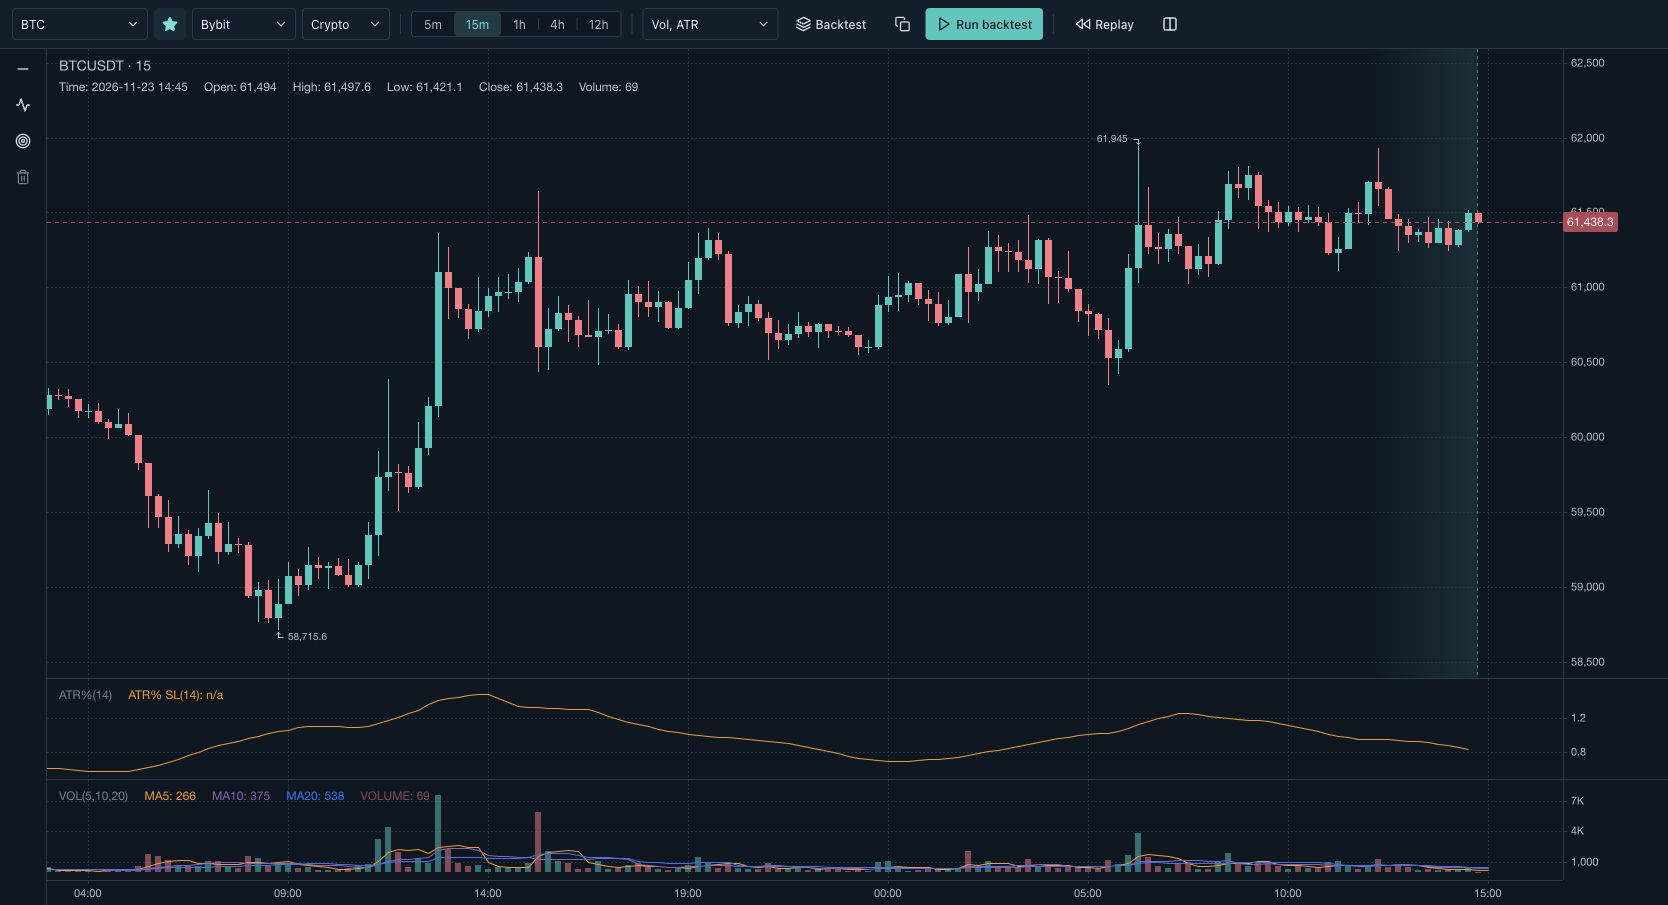 BTC Bybit Crypto 5m 15m 1h 4h 12h Vol, ATR Backtest Run backtest Replay
BTCUSDT · 15
Time: 2026-11-23 14:45 Open: 61,494 High: 61,497.6 Low: 61,421.1 Close: 61,438.3 Volume: 69
62,500
61,945
62,000
61,500
61,438.3
61,000
60,500
60,000
59,500
59,000
58,715.6
58,500
ATR%(14) ATR% SL(14): n/a
1.2
0.8
VOL(5,10,20) MA5: 266 MA10: 375 MA20: 538 VOLUME: 69
7K
4K
1,000
04:00 09:00 14:00 19:00 00:00 05:00 10:00 15:00